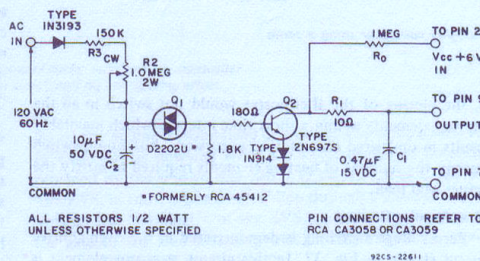 TYPE
IN3193
AC
IN
150K
R3
CW
R2
1.0MEG
2W
120 VAC
60 Hz
10µF
50 VDC
C2
+
–
Q1
D2202U*
180Ω
1.8K
Q2
TYPE
2N697S
TYPE
IN914
1MEG
R0
R1
10Ω
0.47µF
15 VDC
C1
TO PIN 2
Vcc +6 V
IN
TO PIN 9
OUTPUT
TO PIN 7
COMMON
COMMON
*FORMERLY RCA 45412
ALL RESISTORS 1/2 WATT
UNLESS OTHERWISE SPECIFIED
PIN CONNECTIONS REFER TO
RCA CA3058 OR CA3059
92CS-22611